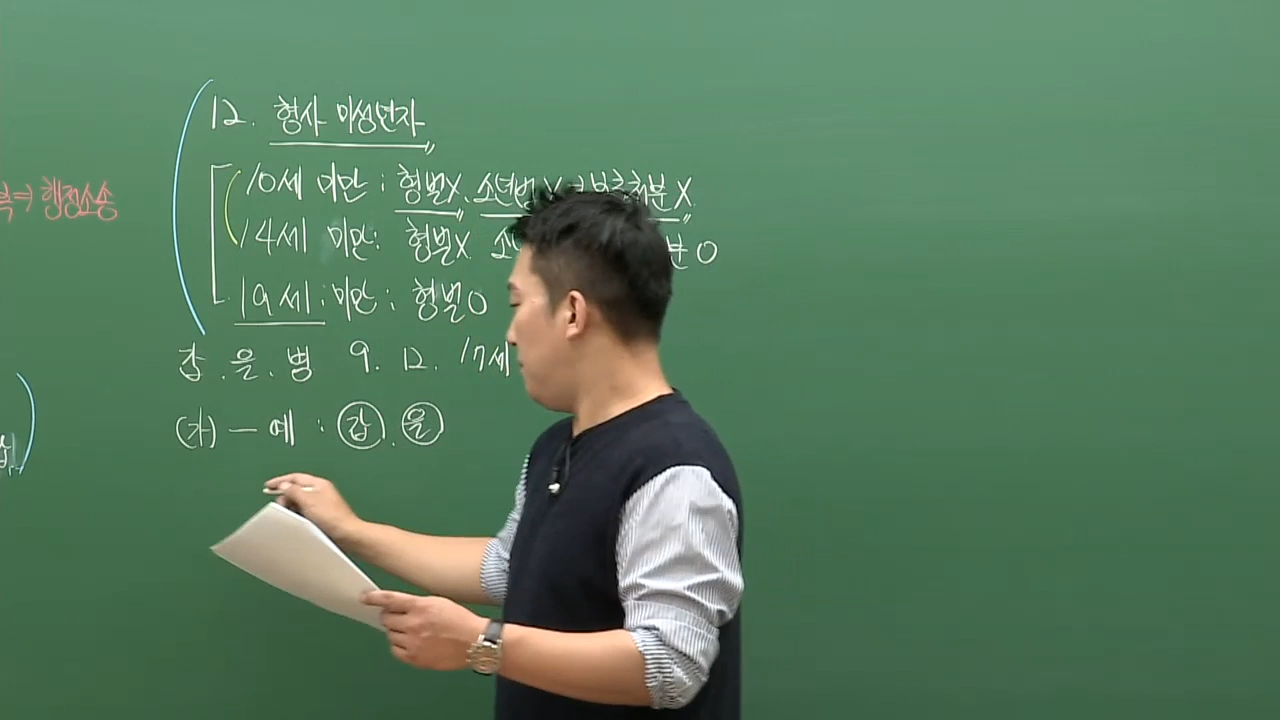 12. 형사 미성년자
10세 미만 : 형벌X. 소년법X 보호처분X
14세 미만: 형벌X 소 분 O
19세 미만 : 형벌O
갑. 을. 병 9. 12. 17세
(가) - 예 : 갑. 을
⇒ 행정소송